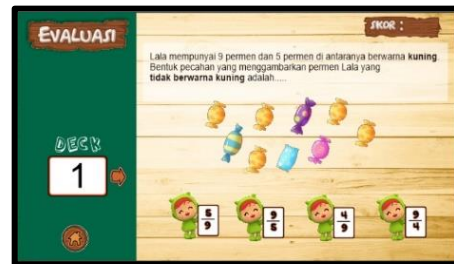 EVALUASI
SKOR :
Lala mempunyai 9 permen dan 5 permen di antaranya berwarna kuning.
Bentuk pecahan yang menggambarkan permen Lala yang
tidak berwarna kuning adalah.....
DECK
1
5/9 9/5 4/9 9/4